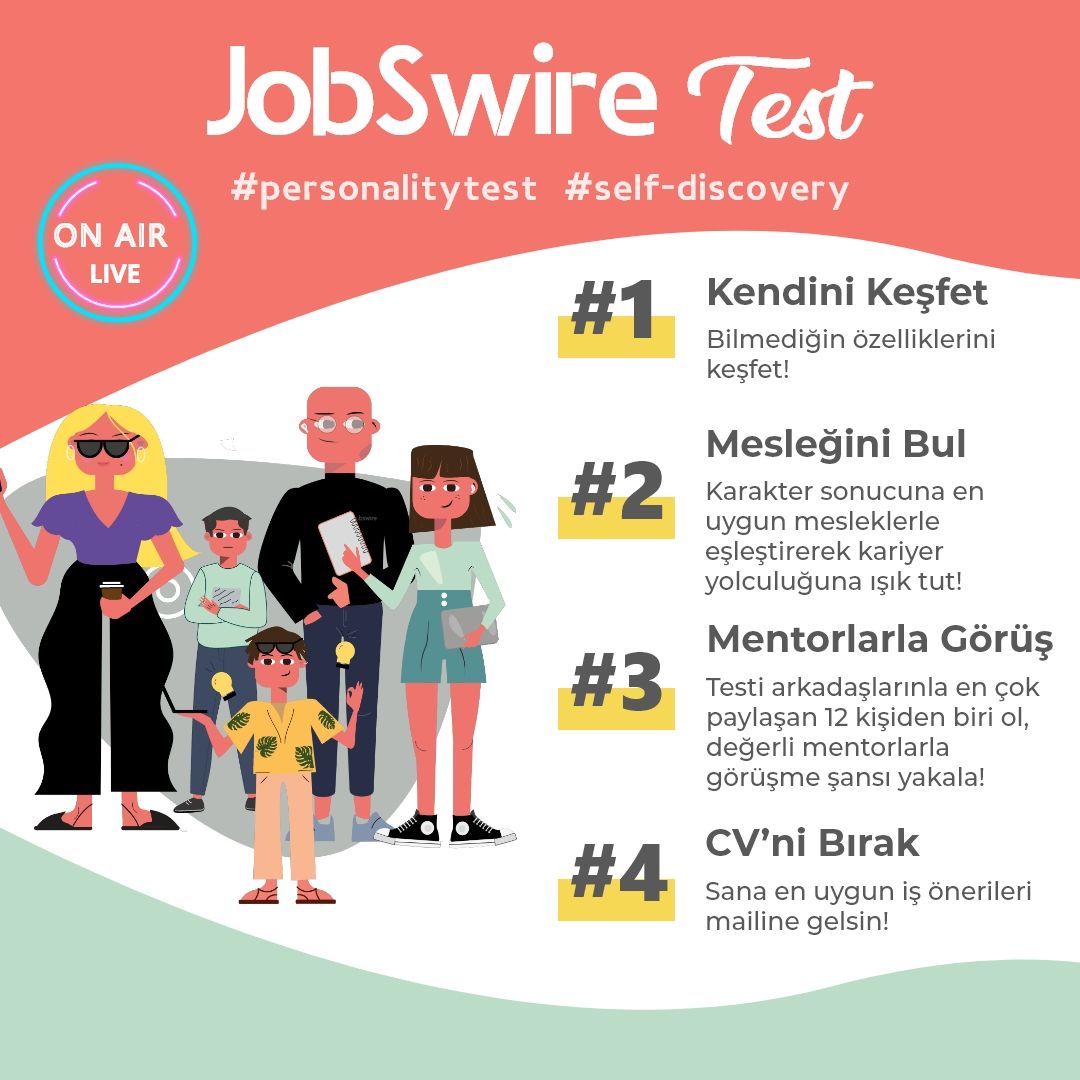 JobSwire Test
#personalitytest #self-discovery
ON AIR
LIVE
#1
Kendini Keşfet
Bilmediğin özelliklerini
keşfet!
#2
Mesleğini Bul
Karakter sonucuna en
uygun mesleklerle
eşleştirerek kariyer
yolculuğuna ışık tut!
#3
Mentorlarla Görüş
Testi arkadaşlarınla en çok
paylaşan 12 kişiden biri ol,
değerli mentorlarla
görüşme şansı yakala!
#4
CV’ni Bırak
Sana en uygun iş önerileri
mailine gelsin!